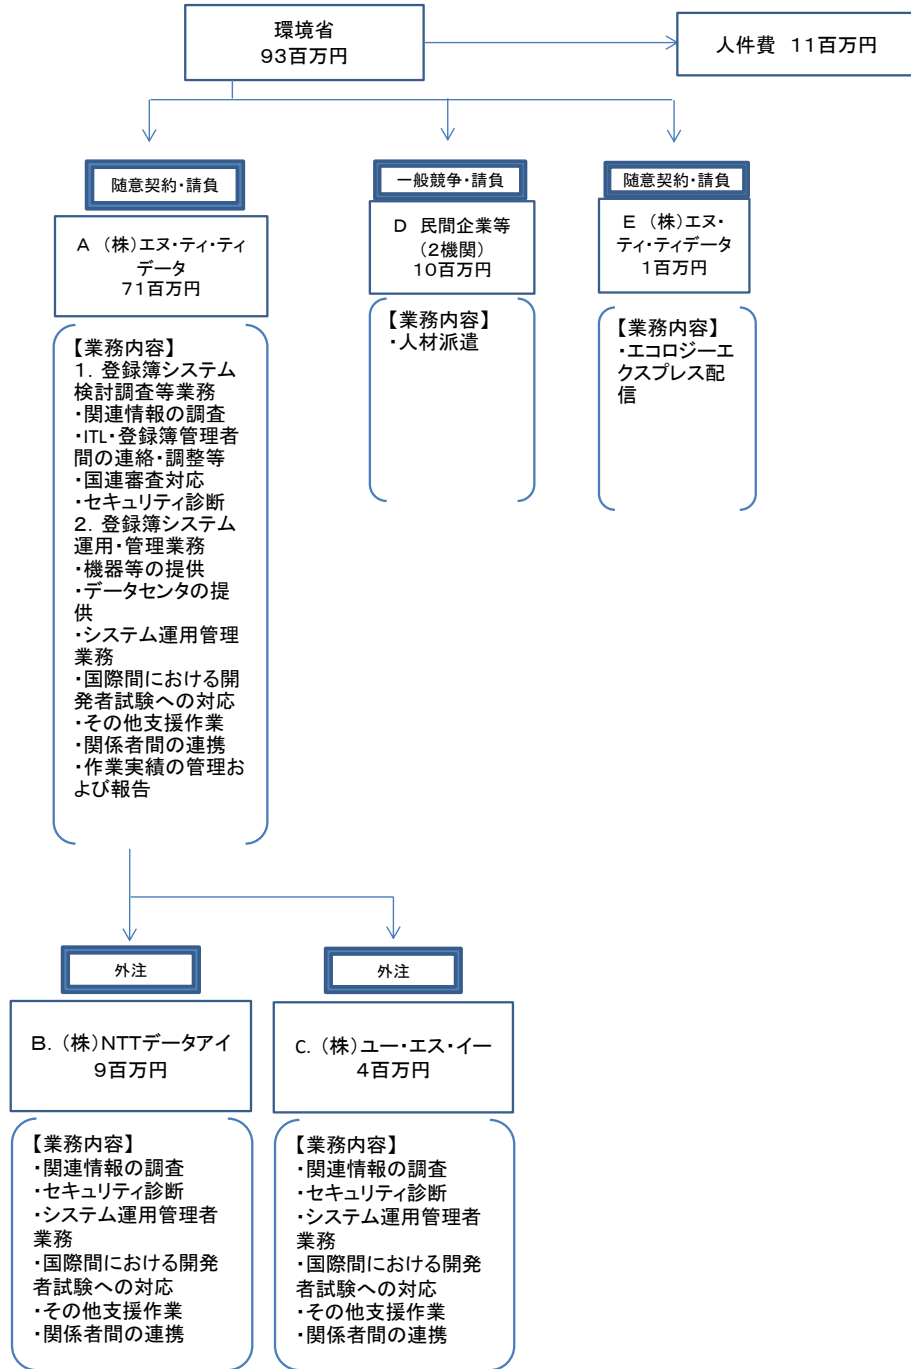 環境省
93百万円
人件費　11百万円
随意契約・請負
A　（株）エヌ・ティ・ティ
データ
71百万円
【業務内容】
1．登録簿システム
検討調査等業務
・関連情報の調査
・ITL・登録簿管理者
間の連絡・調整等
・国連審査対応
・セキュリティ診断
2．登録簿システム
運用・管理業務
・機器等の提供
・データセンタの提
供
・システム運用管理
業務
・国際間における開
発者試験への対応
・その他支援作業
・関係者間の連携
・作業実績の管理お
よび報告
一般競争・請負
D　民間企業等
（2機関）
10百万円
【業務内容】
・人材派遣
随意契約・請負
E　（株）エヌ・
ティ・ティデータ
1百万円
【業務内容】
・エコロジーエ
クスプレス配
信
外注
B．（株）NTTデータアイ
9百万円
【業務内容】
・関連情報の調査
・セキュリティ診断
・システム運用管理者
業務
・国際間における開発
者試験への対応
・その他支援作業
・関係者間の連携
外注
C．（株）ユー・エス・イー
4百万円
【業務内容】
・関連情報の調査
・セキュリティ診断
・システム運用管理者
業務
・国際間における開発
者試験への対応
・その他支援作業
・関係者間の連携